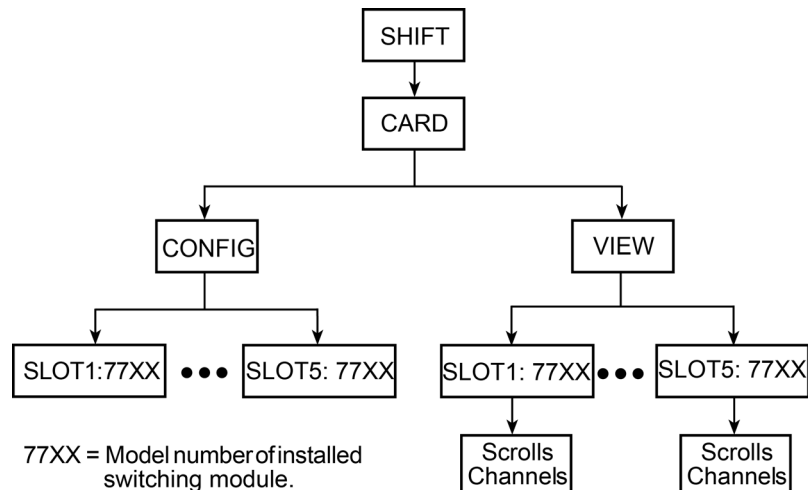 SHIFT
CARD
CONFIG
VIEW
SLOT1:77XX
SLOT5: 77XX
SLOT1: 77XX
SLOT5: 77XX
77XX = Model number of installed
switching module.
Scrolls
Channels
Scrolls
Channels